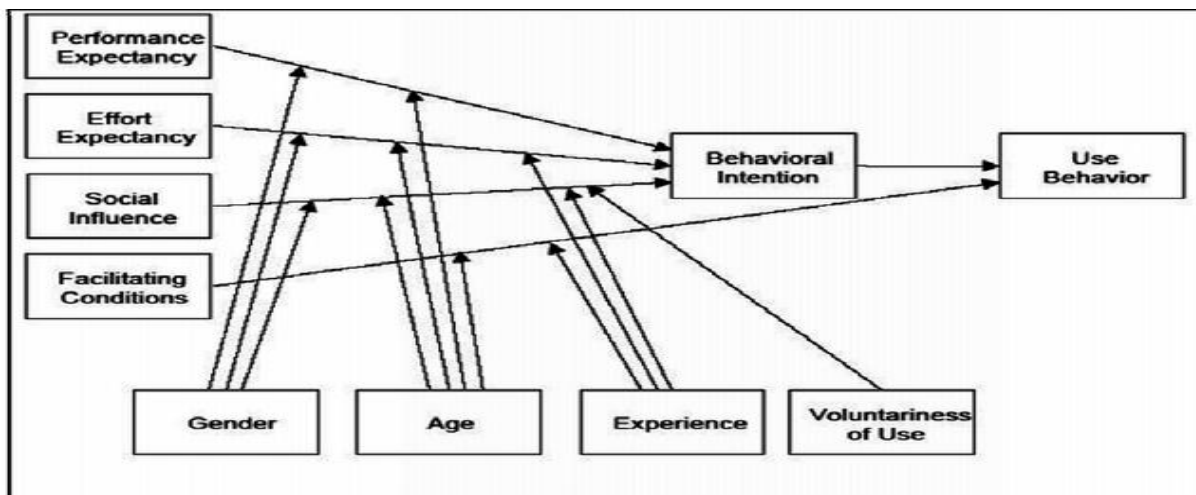 Performance
Expectancy
Effort
Expectancy
Social
Influence
Facilitating
Conditions
Behavioral
Intention
Use
Behavior
Gender
Age
Experience
Voluntariness
of Use